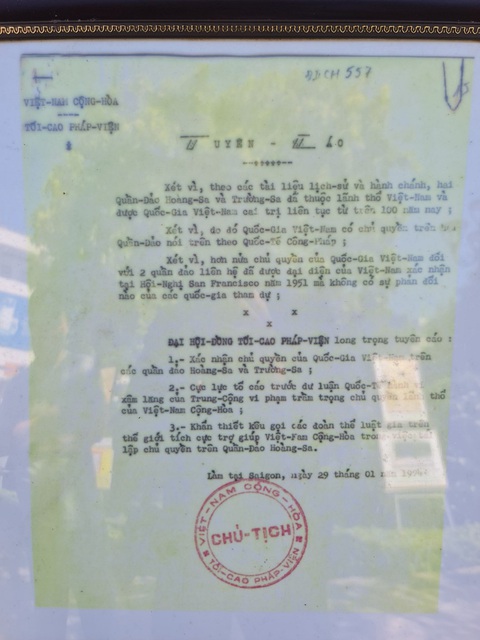 ĐDCM 557
VIỆT-NAM CỘNG-HÒA
TỐI-CAO PHÁP-VIỆN
TUYÊN - CÁO
Xét vì, theo các tài liệu lịch-sử và hành chánh, hai
Quần-Đảo Hoàng-Sa và Trường-Sa đã thuộc lãnh thổ Việt-Nam và
được Quốc-Gia Việt-Nam cai trị liên tục từ trên 100 năm nay ;
Xét vì, do đó Quốc-Gia Việt-Nam có chủ quyền trên hai
Quần-Đảo nói trên theo Quốc-Tế Công-Pháp ;
Xét vì, hơn nữa chủ quyền của Quốc-Gia Việt-Nam đối
với 2 quần đảo liên hệ đã được đại diện của Việt-Nam xác nhận
tại Hội-Nghị San Francisco năm 1951 mà không có sự phản đối
nào của các quốc-gia tham dự ;
x x
x
ĐẠI HỘI-ĐỒNG TỐI-CAO PHÁP-VIỆN long trọng tuyên cáo :
1.- Xác nhận chủ quyền của Quốc-Gia Việt-Nam trên
các quần đảo Hoàng-Sa và Trường-Sa ;
2.- Cực lực tố cáo trước dư luận Quốc-Tế hành vi
xâm lăng của Trung-Cộng vi phạm trầm trọng chủ quyền lãnh thổ
của Việt-Nam Cộng-Hòa ;
3.- Khẩn thiết kêu gọi các đoàn thể luật gia trên
thế giới tích cực trợ giúp Việt-Nam Cộng-Hòa trong việc tái
lập chủ quyền trên Quần-Đảo Hoàng-Sa.
Làm tại Saigon, ngày 29 tháng 01 năm 1974
VIỆT-NAM CỘNG-HÒA
CHỦ-TỊCH
TỐI-CAO PHÁP-VIỆN